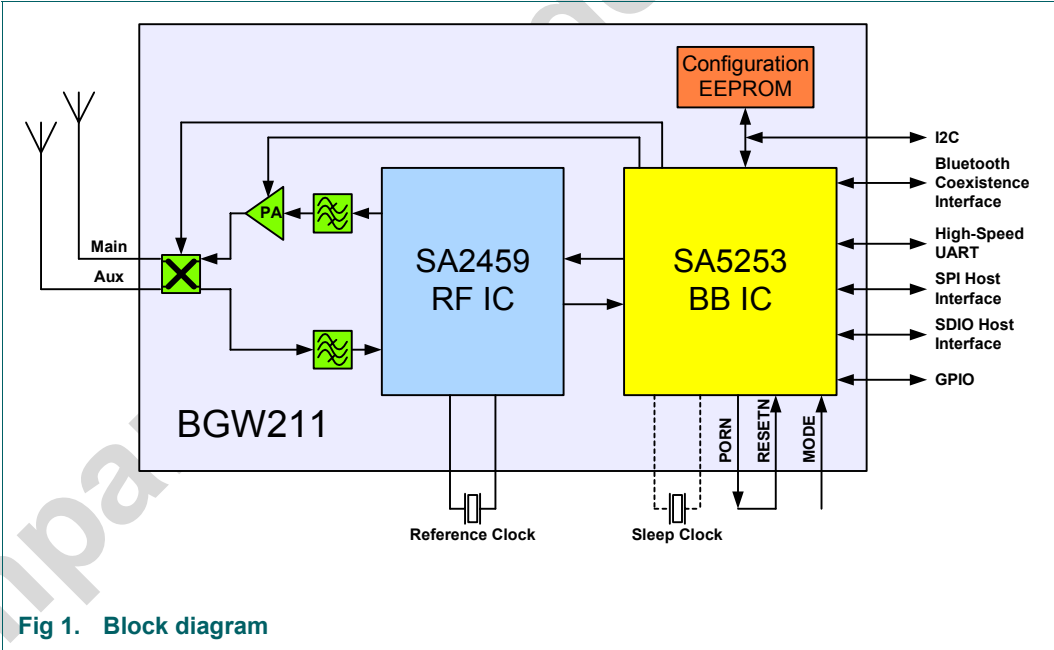 Configuration
EEPROM
I2C
Bluetooth
Coexistence
Interface
PA
High-Speed
UART
Main
SA2459
RF IC
SA5253
BB IC
Aux
SPI Host
Interface
SDIO Host
Interface
GPIO
BGW211
PORN
RESETN
MODE
Reference Clock
Sleep Clock
Fig 1. Block diagram